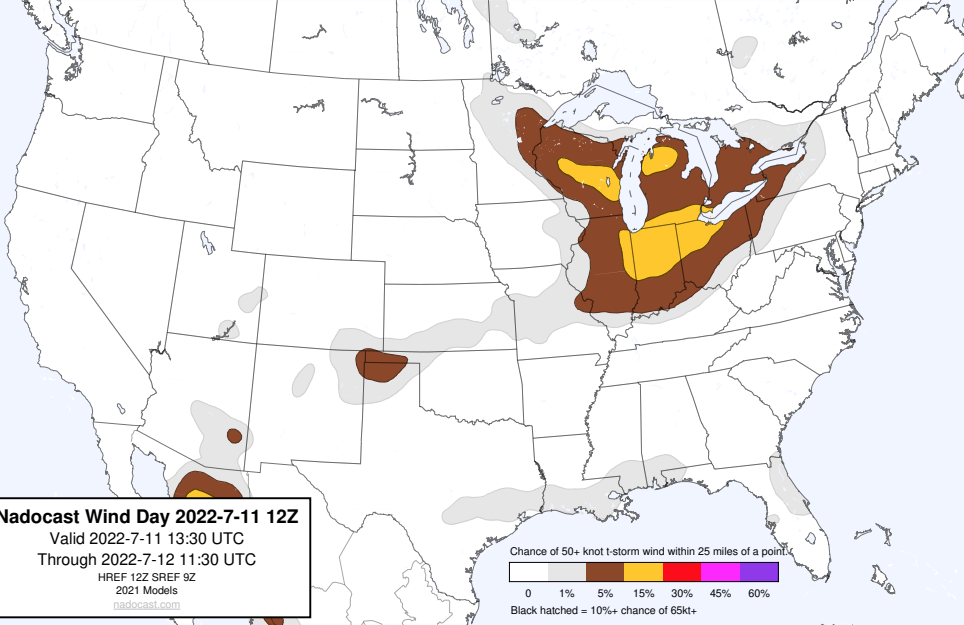 Nadocast Wind Day 2022-7-11 12Z
Valid 2022-7-11 13:30 UTC
Through 2022-7-12 11:30 UTC
HREF 12Z SREF 9Z
2021 Models
nadocast.com
Chance of 50+ knot t-storm wind within 25 miles of a point.
0 1% 5% 15% 30% 45% 60%
Black hatched = 10%+ chance of 65kt+